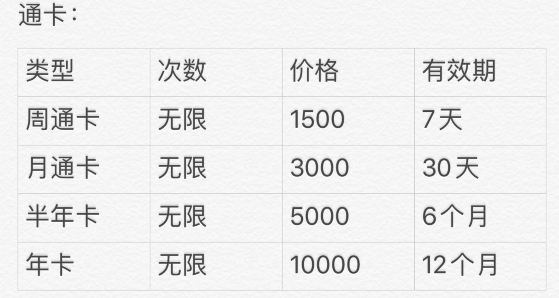 通卡：
类型 次数 价格 有效期
周通卡 无限 1500 7天
月通卡 无限 3000 30天
半年卡 无限 5000 6个月
年卡 无限 10000 12个月